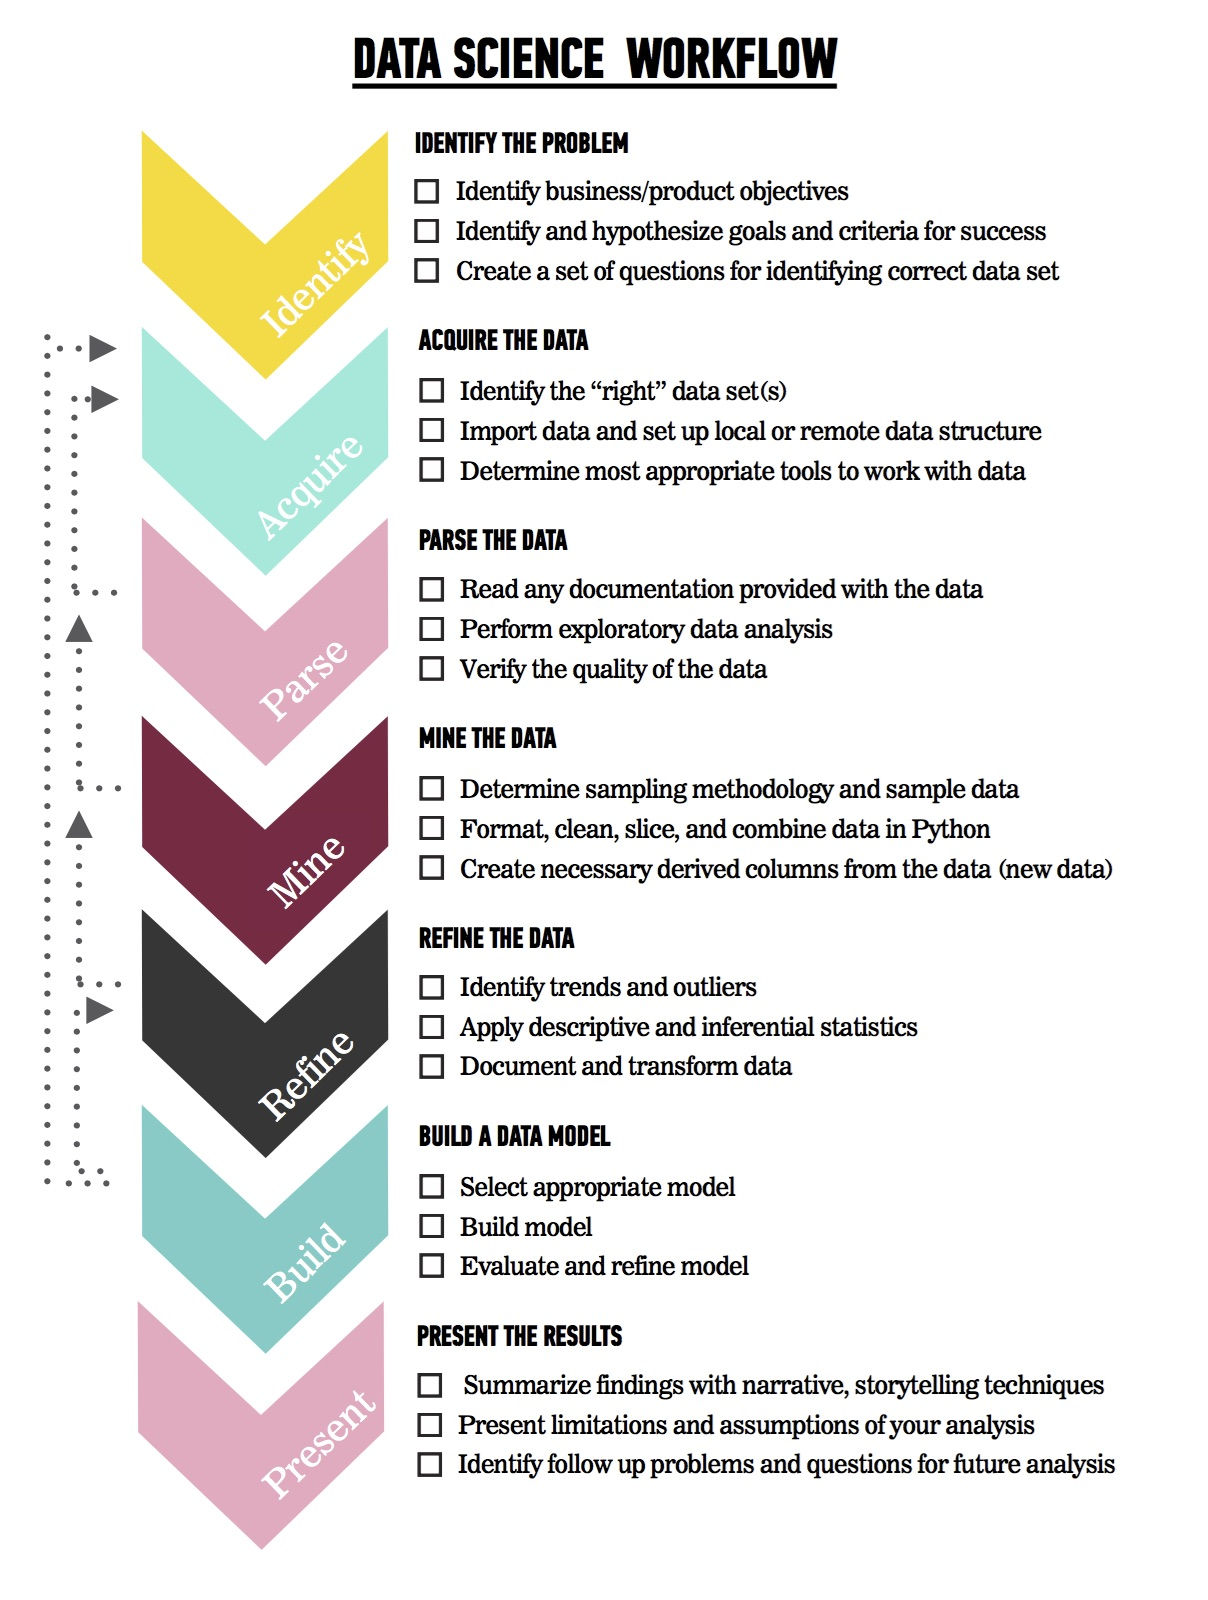 DATA SCIENCE WORKFLOW
IDENTIFY THE PROBLEM
Identify business/product objectives
Identify and hypothesize goals and criteria for success
Create a set of questions for identifying correct data set
Identify
ACQUIRE THE DATA
Identify the “right” data set(s)
Import data and set up local or remote data structure
Determine most appropriate tools to work with data
Acquire
PARSE THE DATA
Read any documentation provided with the data
Perform exploratory data analysis
Verify the quality of the data
Parse
MINE THE DATA
Determine sampling methodology and sample data
Format, clean, slice, and combine data in Python
Create necessary derived columns from the data (new data)
Mine
REFINE THE DATA
Identify trends and outliers
Apply descriptive and inferential statistics
Document and transform data
Refine
BUILD A DATA MODEL
Select appropriate model
Build model
Evaluate and refine model
Build
PRESENT THE RESULTS
Summarize findings with narrative, storytelling techniques
Present limitations and assumptions of your analysis
Identify follow up problems and questions for future analysis
Present